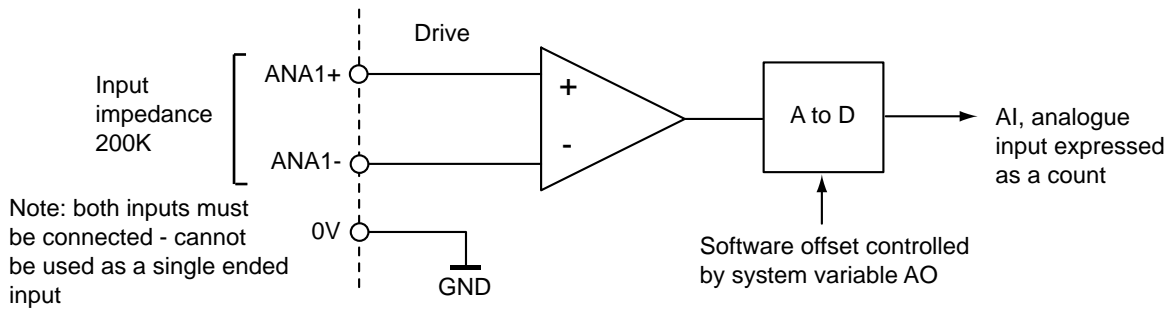 Drive
Input
impedance
200K
ANA1+
ANA1-
0V
GND
Note: both inputs must
be connected - cannot
be used as a single ended
input
+
-
A to D
AI, analogue
input expressed
as a count
Software offset controlled
by system variable AO